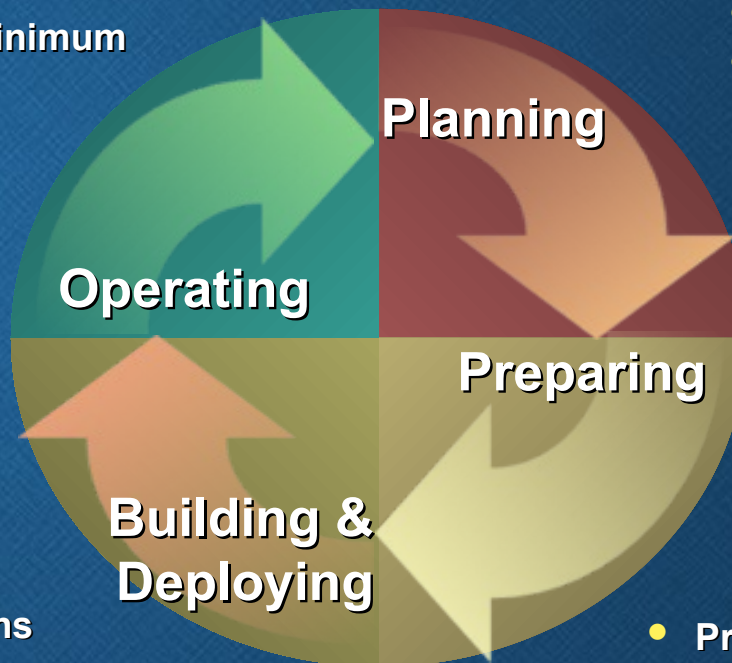 inimum
Planning
Operating
Preparing
Building &
Deploying
ns
Pr